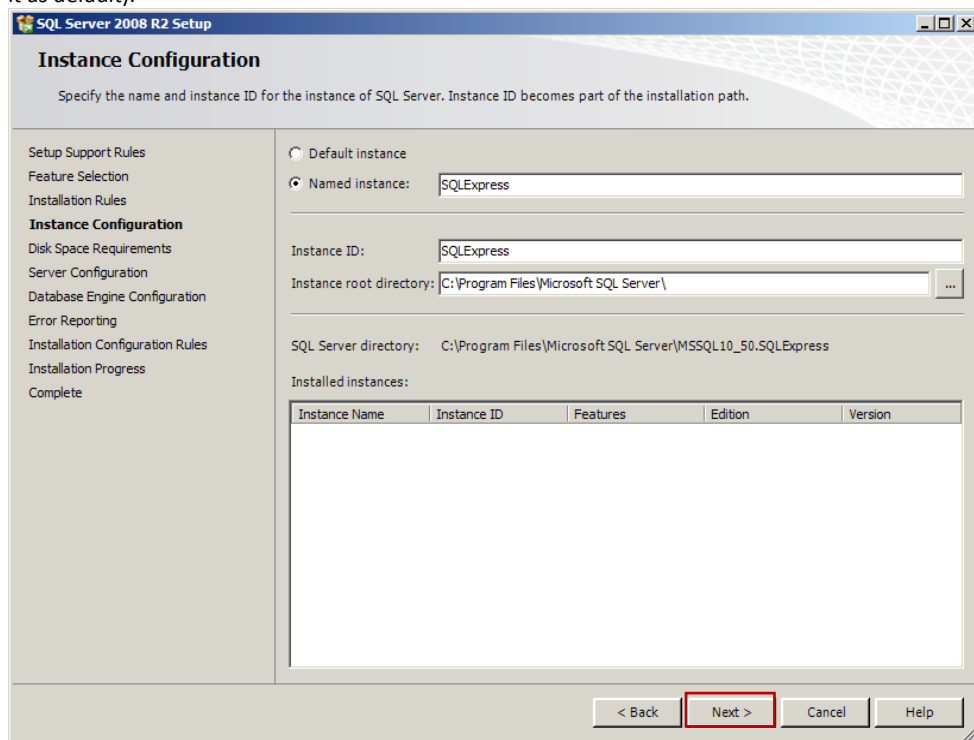 it as default).
SQL Server 2008 R2 Setup
Instance Configuration
Specify the name and instance ID for the instance of SQL Server. Instance ID becomes part of the installation path.
Setup Support Rules
Feature Selection
Installation Rules
Instance Configuration
Disk Space Requirements
Server Configuration
Database Engine Configuration
Error Reporting
Installation Configuration Rules
Installation Progress
Complete
Default instance
Named instance: SQLExpress
Instance ID: SQLExpress
Instance root directory: C:\Program Files\Microsoft SQL Server\ ...
SQL Server directory: C:\Program Files\Microsoft SQL Server\MSSQL10_50.SQLExpress
Installed instances:
Instance Name Instance ID Features Edition Version
< Back Next > Cancel Help